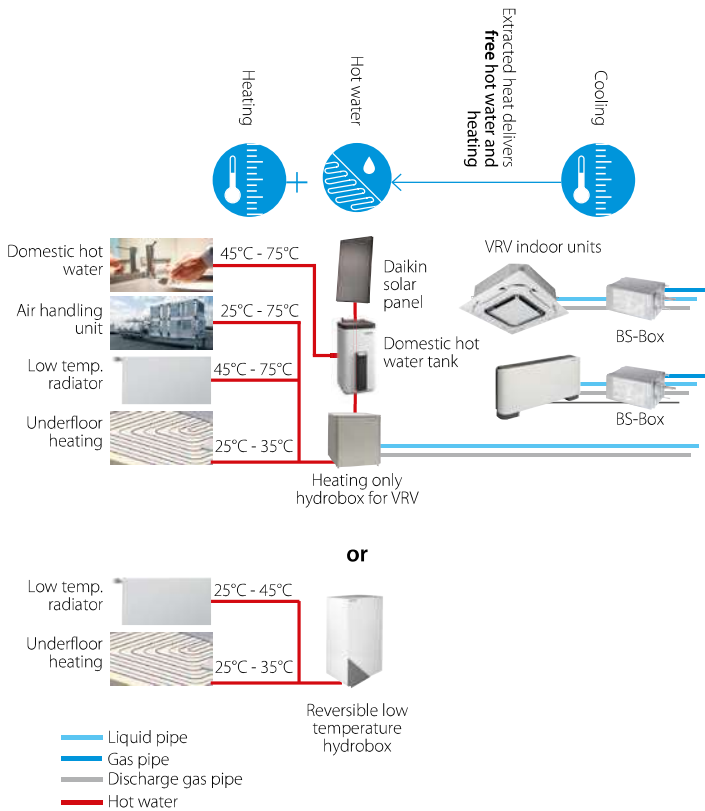 Heating
Hot water
Extracted heat delivers
free hot water and
heating
Cooling
Domestic hot
water
45°C - 75°C
Air handling
unit
25°C - 75°C
Low temp.
radiator
45°C - 75°C
Underfloor
heating
25°C - 35°C
Daikin
solar
panel
Domestic hot
water tank
Heating only
hydrobox for VRV
VRV indoor units
BS-Box
BS-Box
or
Low temp.
radiator
25°C - 45°C
Underfloor
heating
25°C - 35°C
Reversible low
temperature
hydrobox
Liquid pipe
Gas pipe
Discharge gas pipe
Hot water